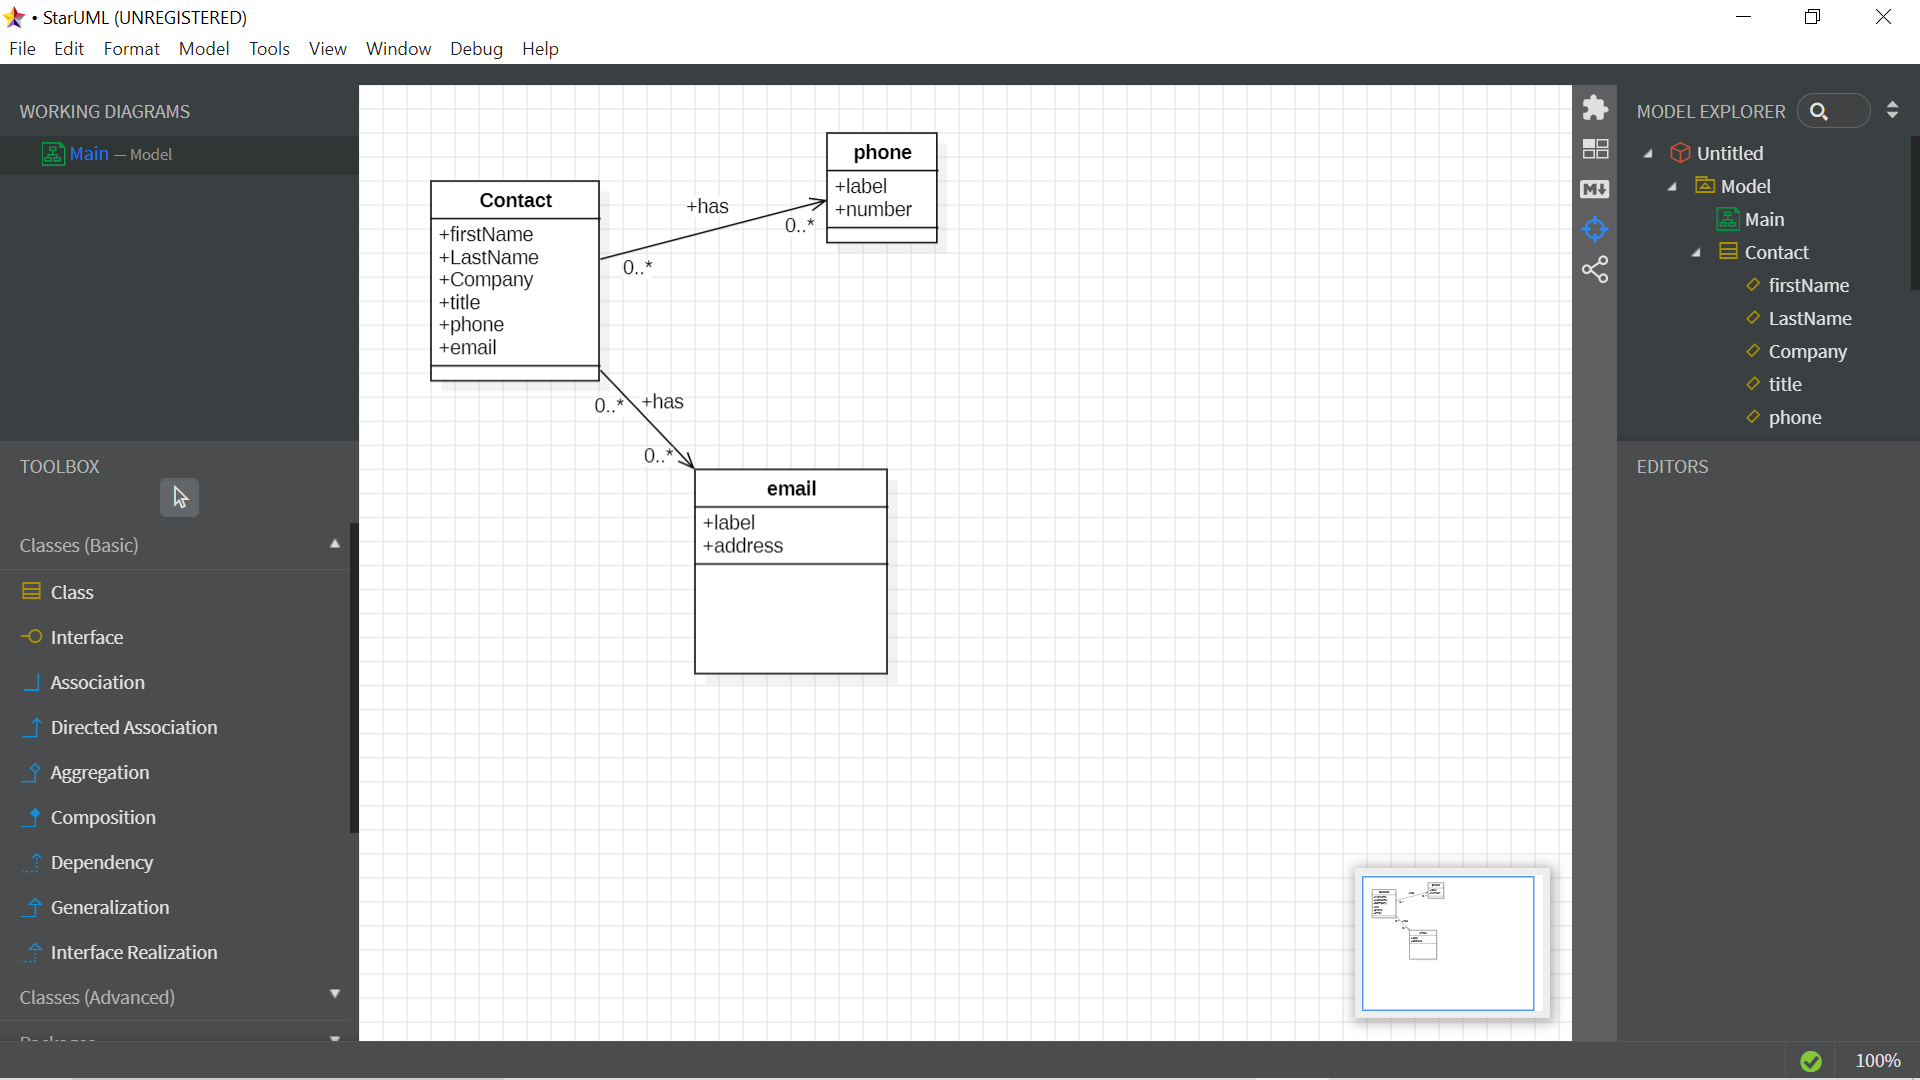 • StarUML (UNREGISTERED)
File Edit Format Model Tools View Window Debug Help
WORKING DIAGRAMS
Main — Model
TOOLBOX
Classes (Basic)
Class
Interface
Association
Directed Association
Aggregation
Composition
Dependency
Generalization
Interface Realization
Classes (Advanced)
Contact
+firstName
+LastName
+Company
+title
+phone
+email
+has
0..*
0..*
phone
+label
+number
0..*
+has
0..*
email
+label
+address
MODEL EXPLORER
Untitled
Model
Main
Contact
firstName
LastName
Company
title
phone
EDITORS
100%